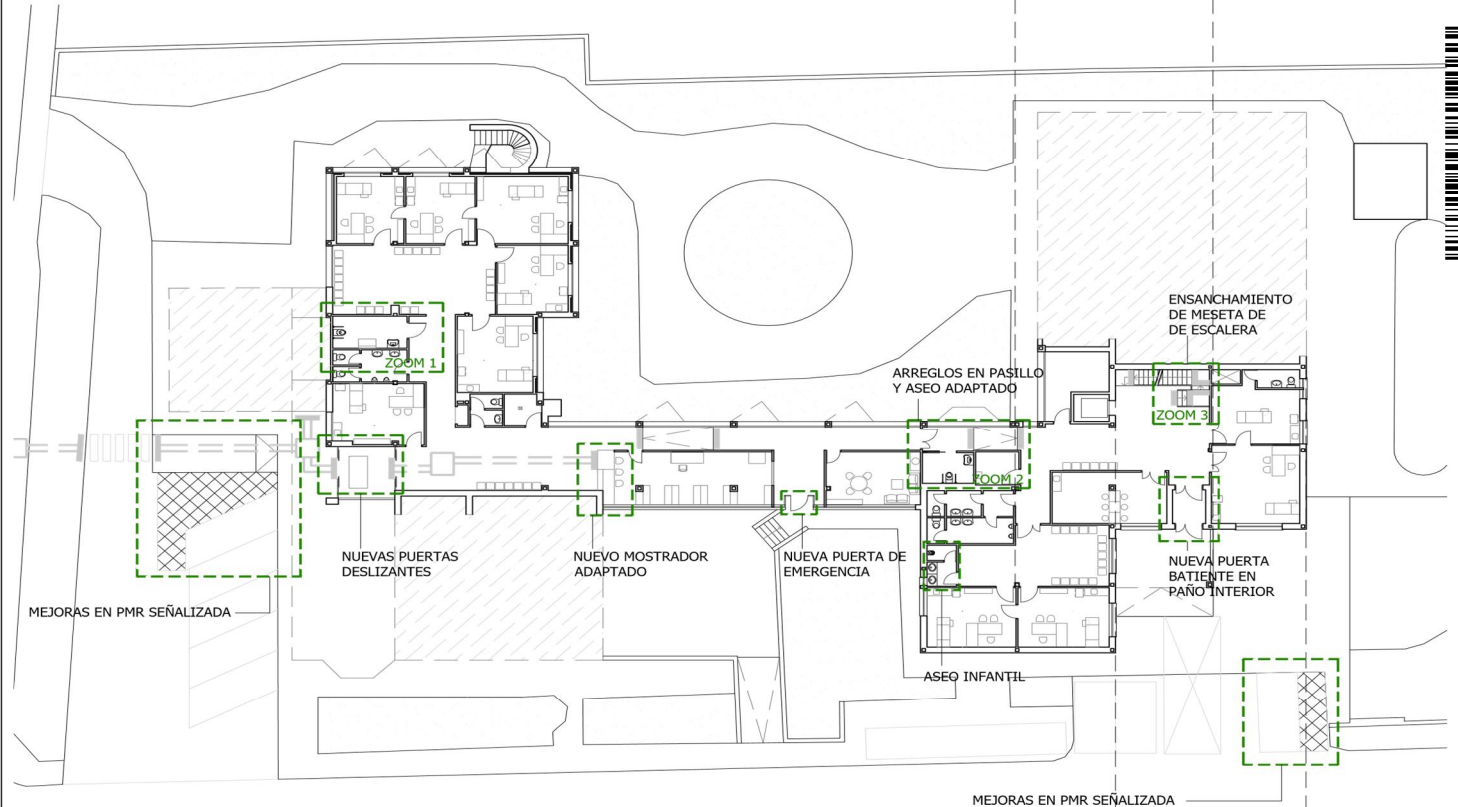 ENSANCHAMIENTO
DE MESETA DE
DE ESCALERA
ZOOM 1
ARREGLOS EN PASILLO
Y ASEO ADAPTADO
ZOOM 3
ZOOM 2
NUEVAS PUERTAS
DESLIZANTES
NUEVO MOSTRADOR
ADAPTADO
NUEVA PUERTA DE
EMERGENCIA
NUEVA PUERTA
BATIENTE EN
PAÑO INTERIOR
MEJORAS EN PMR SEÑALIZADA
ASEO INFANTIL
MEJORAS EN PMR SEÑALIZADA